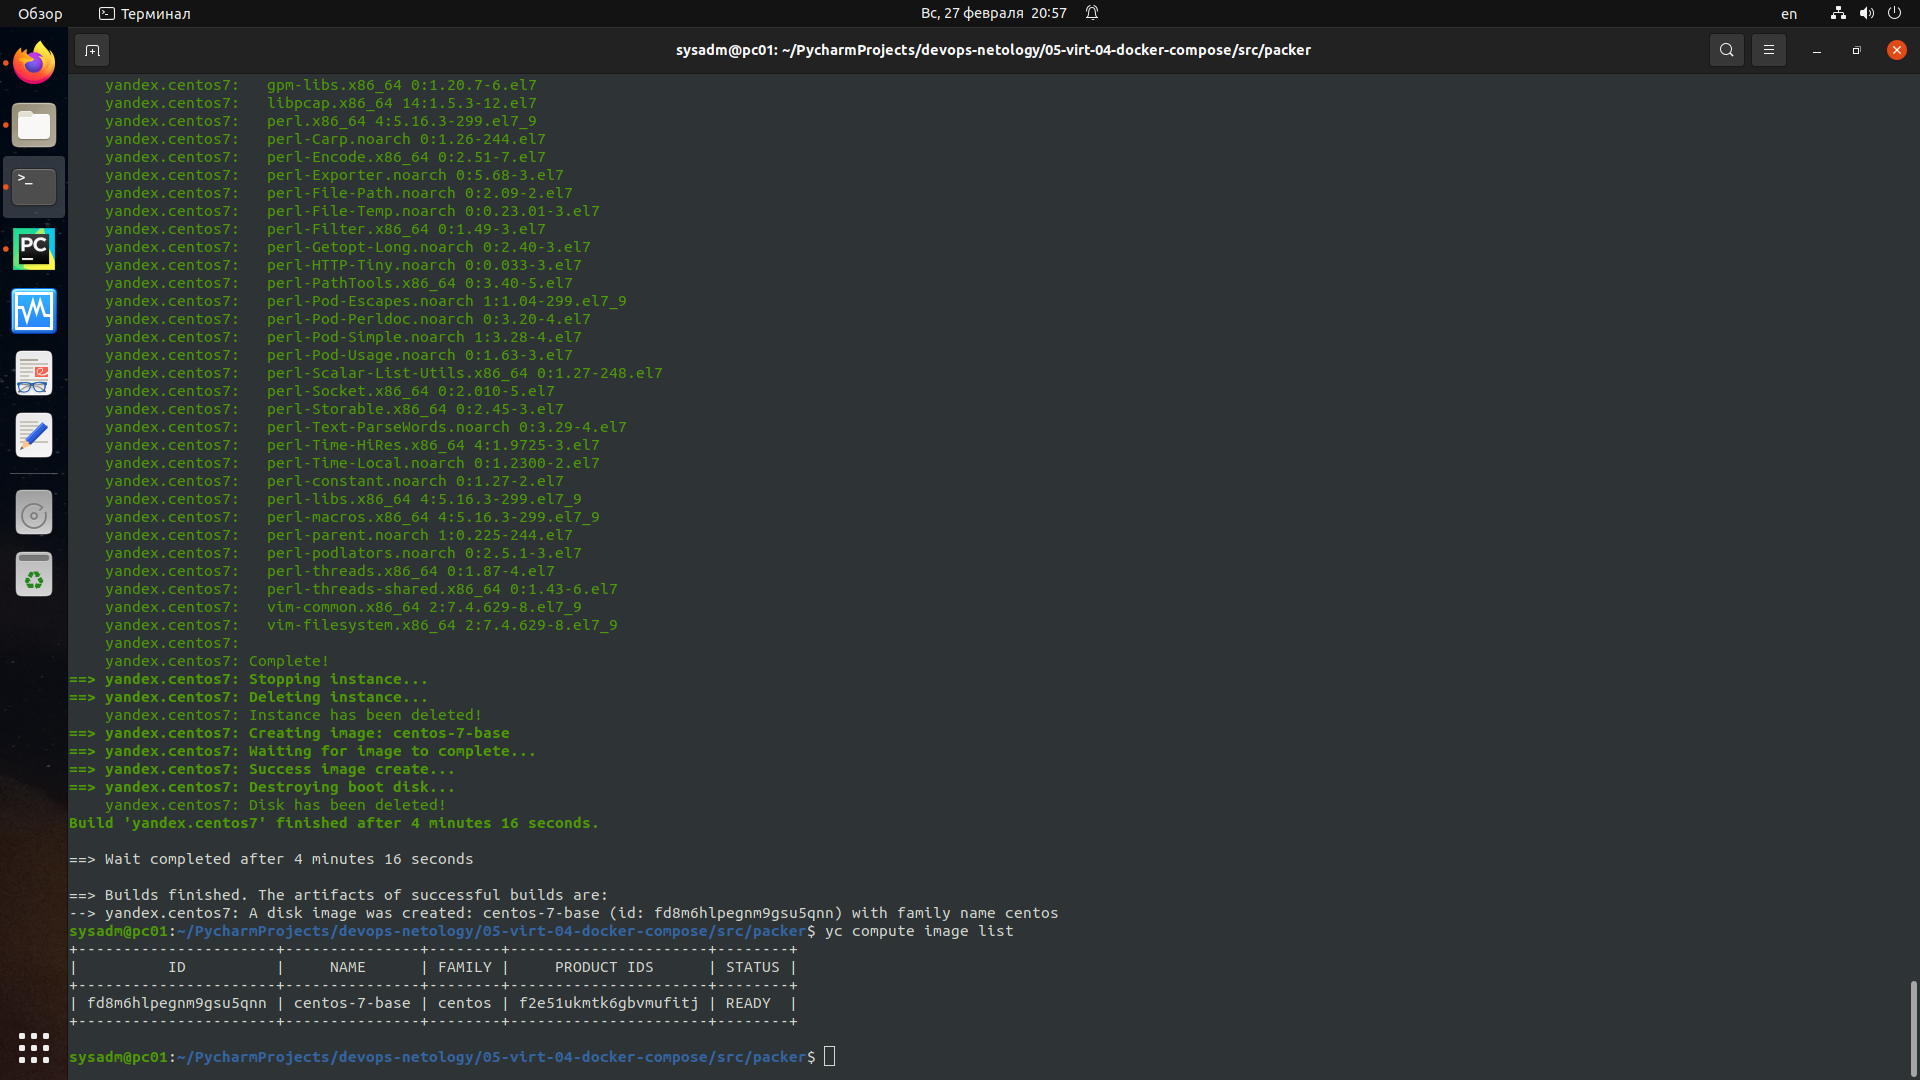 Обзор
Терминал
Вс, 27 февраля 20:57
en
sysadm@pc01: ~/PycharmProjects/devops-netology/05-virt-04-docker-compose/src/packer
yandex.centos7:   gpm-libs.x86_64 0:1.20.7-6.el7
yandex.centos7:   libpcap.x86_64 14:1.5.3-12.el7
yandex.centos7:   perl.x86_64 4:5.16.3-299.el7_9
yandex.centos7:   perl-Carp.noarch 0:1.26-244.el7
yandex.centos7:   perl-Encode.x86_64 0:2.51-7.el7
yandex.centos7:   perl-Exporter.noarch 0:5.68-3.el7
yandex.centos7:   perl-File-Path.noarch 0:2.09-2.el7
yandex.centos7:   perl-File-Temp.noarch 0:0.23.01-3.el7
yandex.centos7:   perl-Filter.x86_64 0:1.49-3.el7
yandex.centos7:   perl-Getopt-Long.noarch 0:2.40-3.el7
yandex.centos7:   perl-HTTP-Tiny.noarch 0:0.033-3.el7
yandex.centos7:   perl-PathTools.x86_64 0:3.40-5.el7
yandex.centos7:   perl-Pod-Escapes.noarch 1:1.04-299.el7_9
yandex.centos7:   perl-Pod-Perldoc.noarch 0:3.20-4.el7
yandex.centos7:   perl-Pod-Simple.noarch 1:3.28-4.el7
yandex.centos7:   perl-Pod-Usage.noarch 0:1.63-3.el7
yandex.centos7:   perl-Scalar-List-Utils.x86_64 0:1.27-248.el7
yandex.centos7:   perl-Socket.x86_64 0:2.010-5.el7
yandex.centos7:   perl-Storable.x86_64 0:2.45-3.el7
yandex.centos7:   perl-Text-ParseWords.noarch 0:3.29-4.el7
yandex.centos7:   perl-Time-HiRes.x86_64 4:1.9725-3.el7
yandex.centos7:   perl-Time-Local.noarch 0:1.2300-2.el7
yandex.centos7:   perl-constant.noarch 0:1.27-2.el7
yandex.centos7:   perl-libs.x86_64 4:5.16.3-299.el7_9
yandex.centos7:   perl-macros.x86_64 4:5.16.3-299.el7_9
yandex.centos7:   perl-parent.noarch 1:0.225-244.el7
yandex.centos7:   perl-podlators.noarch 0:2.5.1-3.el7
yandex.centos7:   perl-threads.x86_64 0:1.87-4.el7
yandex.centos7:   perl-threads-shared.x86_64 0:1.43-6.el7
yandex.centos7:   vim-common.x86_64 2:7.4.629-8.el7_9
yandex.centos7:   vim-filesystem.x86_64 2:7.4.629-8.el7_9
yandex.centos7:
yandex.centos7: Complete!
==> yandex.centos7: Stopping instance...
==> yandex.centos7: Deleting instance...
yandex.centos7: Instance has been deleted!
==> yandex.centos7: Creating image: centos-7-base
==> yandex.centos7: Waiting for image to complete...
==> yandex.centos7: Success image create...
==> yandex.centos7: Destroying boot disk...
yandex.centos7: Disk has been deleted!
Build 'yandex.centos7' finished after 4 minutes 16 seconds.
==> Wait completed after 4 minutes 16 seconds
==> Builds finished. The artifacts of successful builds are:
--> yandex.centos7: A disk image was created: centos-7-base (id: fd8m6hlpegnm9gsu5qnn) with family name centos
sysadm@pc01:~/PycharmProjects/devops-netology/05-virt-04-docker-compose/src/packer$ yc compute image list
+----------------------+---------------+--------+----------------------+--------+
|          ID          |     NAME      | FAMILY |     PRODUCT IDS      | STATUS |
+----------------------+---------------+--------+----------------------+--------+
| fd8m6hlpegnm9gsu5qnn | centos-7-base | centos | f2e51ukmtk6gbvmufitj | READY  |
+----------------------+---------------+--------+----------------------+--------+
sysadm@pc01:~/PycharmProjects/devops-netology/05-virt-04-docker-compose/src/packer$
PC